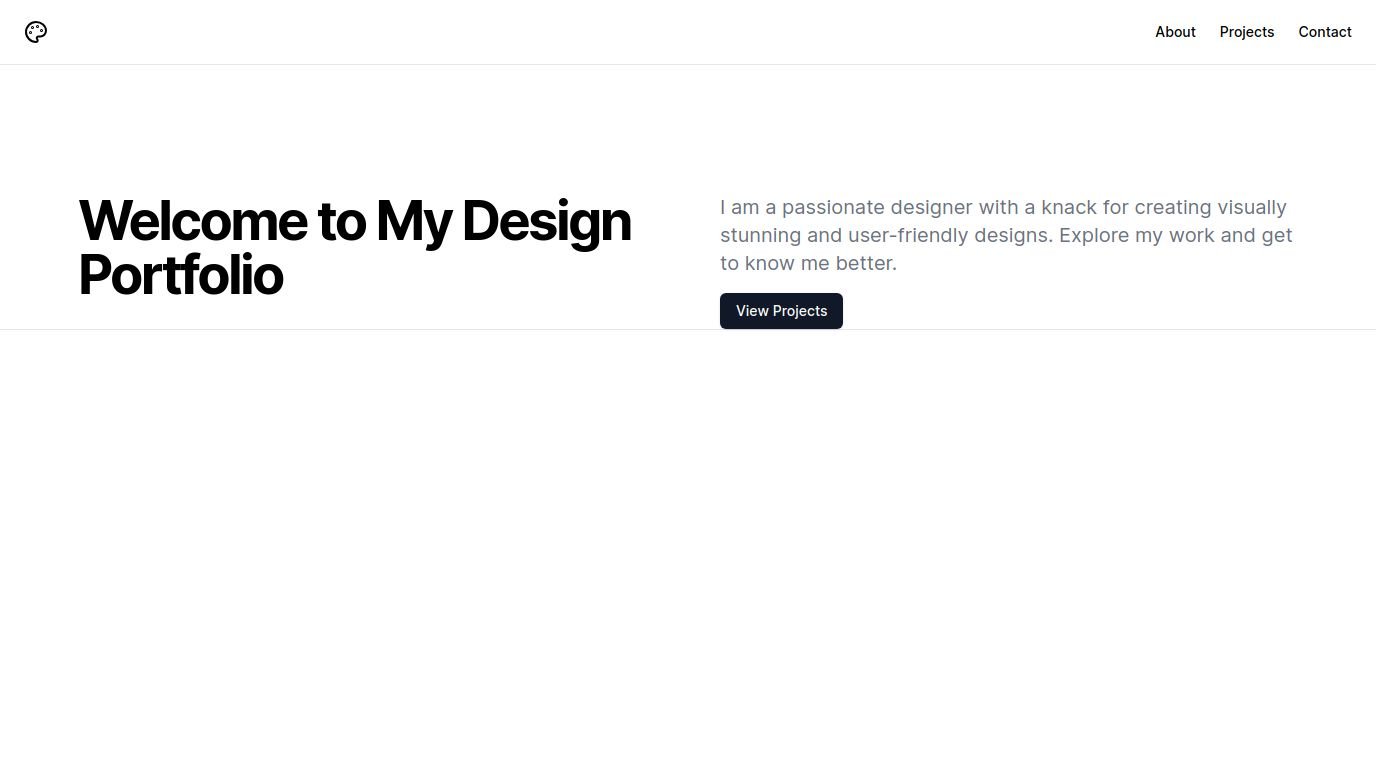 About
Projects
Contact
Welcome to My Design
Portfolio
I am a passionate designer with a knack for creating visually
stunning and user-friendly designs. Explore my work and get
to know me better.
View Projects